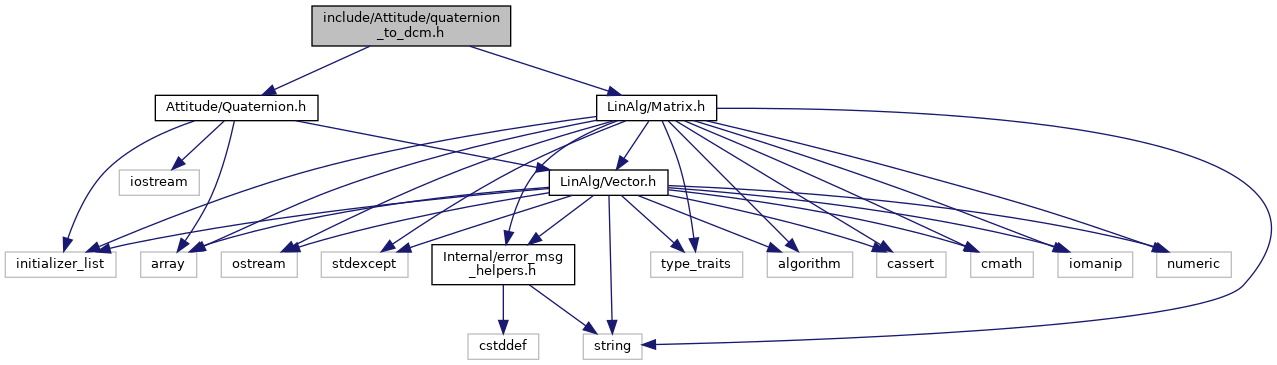 include/Attitude/quaternion
_to_dcm.h
Attitude/Quaternion.h
LinAlg/Matrix.h
iostream
LinAlg/Vector.h
initializer_list
array
ostream
stdexcept
Internal/error_msg
_helpers.h
type_traits
algorithm
cassert
cmath
iomanip
numeric
cstddef
string